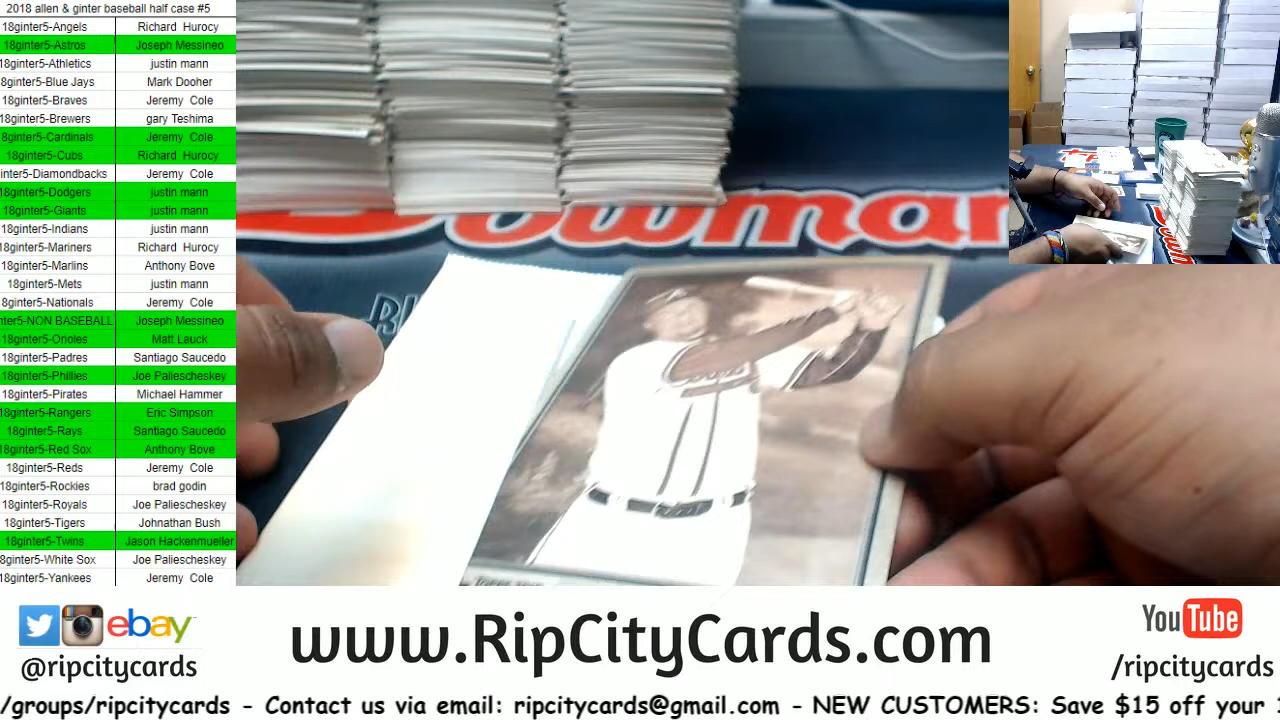 2018 allen & ginter baseball half case #5
18ginter5-Angels Richard Hurocy
18ginter5-Astros Joseph Messineo
18ginter5-Athletics justin mann
8ginter5-Blue Jays Mark Dooher
18ginter5-Braves Jeremy Cole
18ginter5-Brewers gary Teshima
8ginter5-Cardinals Jeremy Cole
18ginter5-Cubs Richard Hurocy
inter5-Diamondbacks Jeremy Cole
18ginter5-Dodgers justin mann
18ginter5-Giants justin mann
18ginter5-Indians justin mann
18ginter5-Mariners Richard Hurocy
18ginter5-Marlins Anthony Bove
18ginter5-Mets justin mann
8ginter5-Nationals Jeremy Cole
nter5-NON BASEBALL Joseph Messineo
18ginter5-Orioles Matt Lauck
18ginter5-Padres Santiago Saucedo
18ginter5-Phillies Joe Paliescheskey
18ginter5-Pirates Michael Hammer
18ginter5-Rangers Eric Simpson
18ginter5-Rays Santiago Saucedo
18ginter5-Red Sox Anthony Bove
18ginter5-Reds Jeremy Cole
18ginter5-Rockies brad godin
18ginter5-Royals Joe Paliescheskey
18ginter5-Tigers Johnathan Bush
18ginter5-Twins Jason Hackenmueller
8ginter5-White Sox Joe Paliescheskey
18ginter5-Yankees Jeremy Cole
Bowman
ebay
@ripcitycards
www.RipCityCards.com
YouTube
/ripcitycards
/groups/ripcitycards - Contact us via email: ripcitycards@gmail.com - NEW CUSTOMERS: Save $15 off your